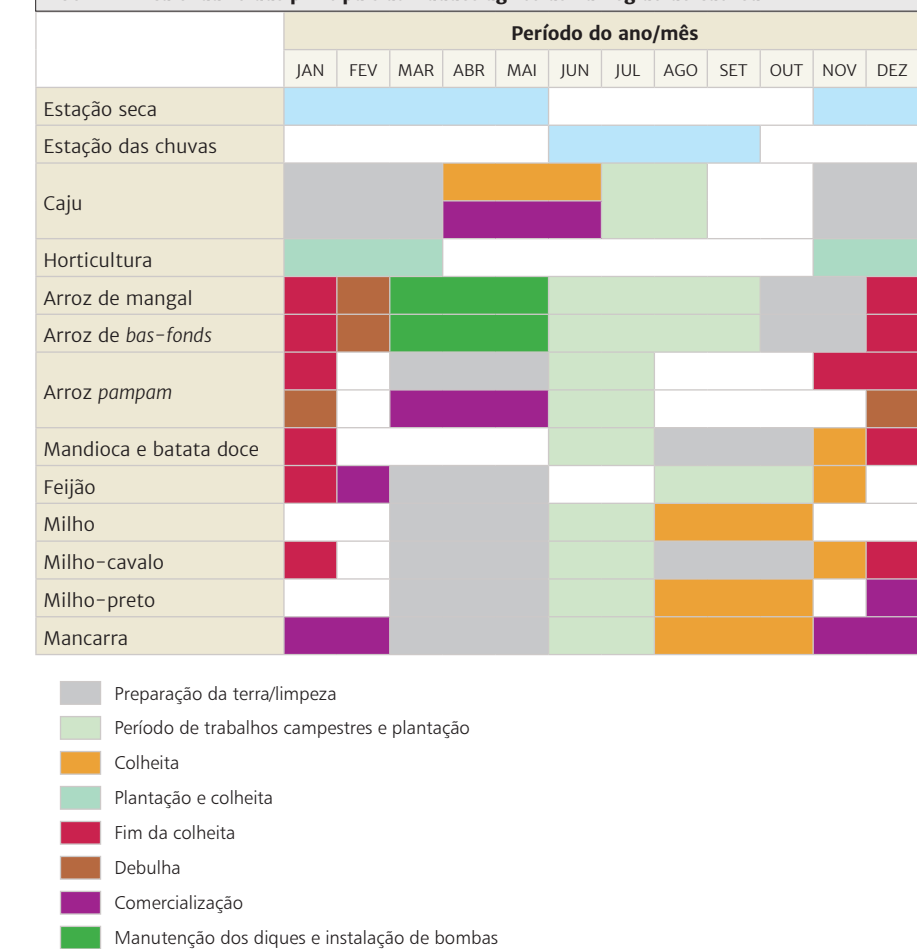 Período do ano/mês
JAN FEV MAR ABR MAI JUN JUL AGO SET OUT NOV DEZ
Estação seca
Estação das chuvas
Caju
Horticultura
Arroz de mangal
Arroz de bas-fonds
Arroz pampam
Mandioca e batata doce
Feijão
Milho
Milho-cavalo
Milho-preto
Mancarra
Preparação da terra/limpeza
Período de trabalhos campestres e plantação
Colheita
Plantação e colheita
Fim da colheita
Debulha
Comercialização
Manutenção dos diques e instalação de bombas